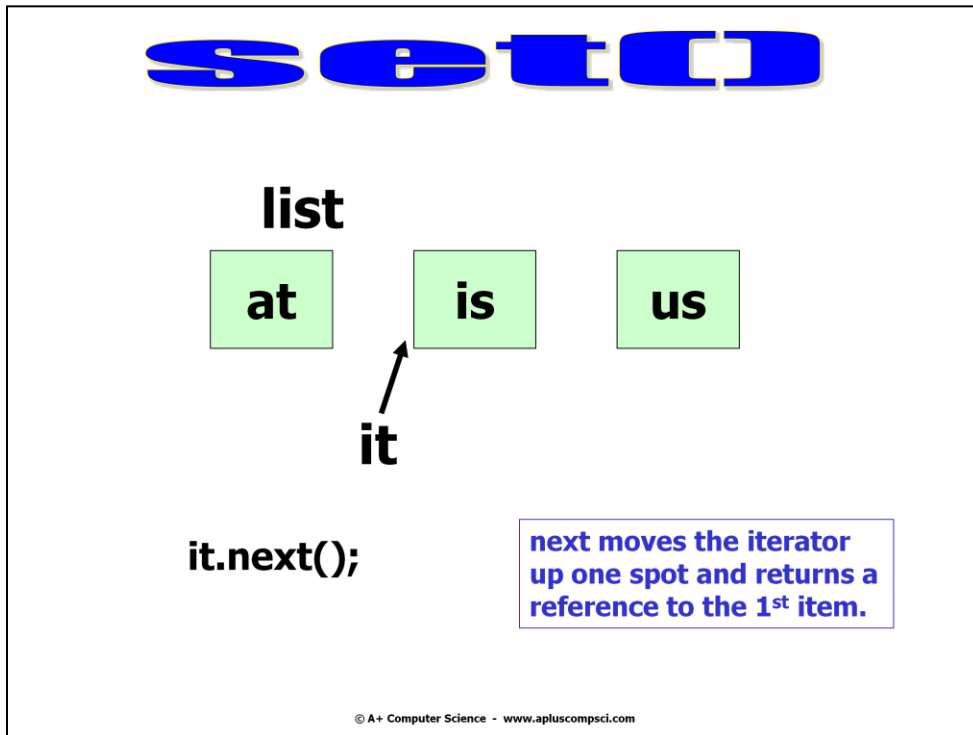 set()
list
at is us
it
it.next();
next moves the iterator
up one spot and returns a
reference to the 1st item.
© A+ Computer Science - www.apluscompsci.com